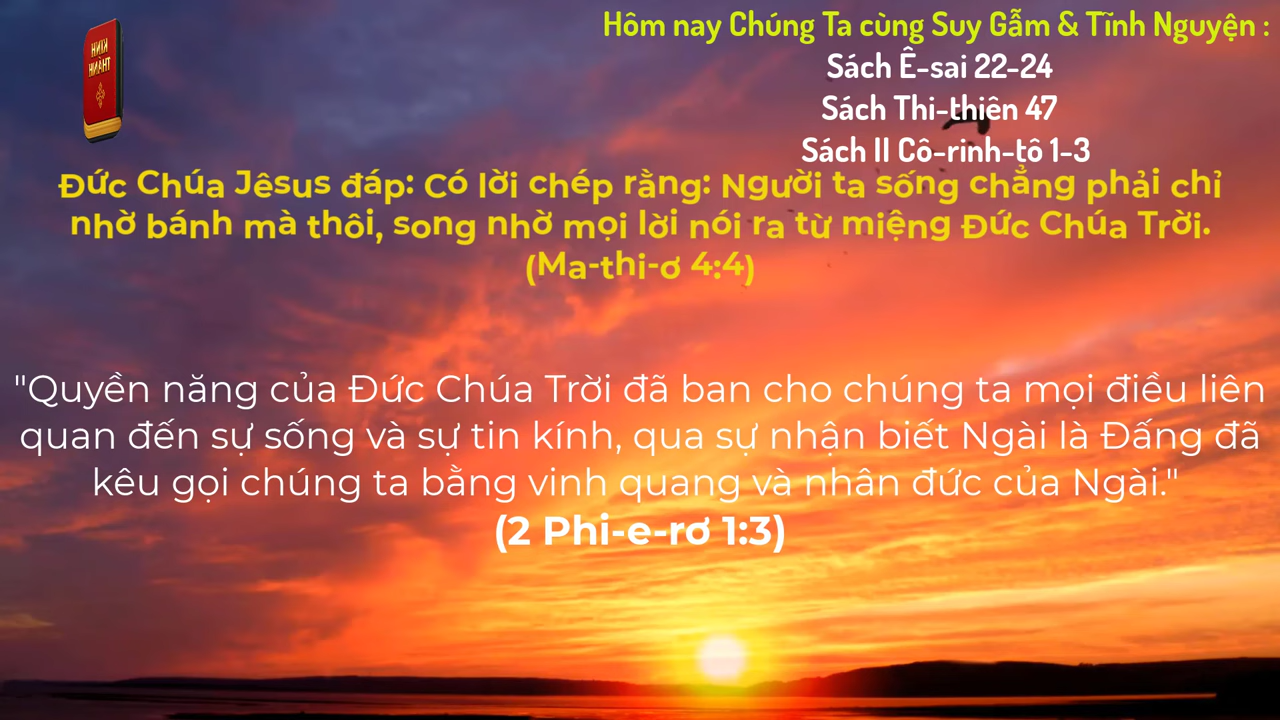 KINH
THÁNH
Hôm nay Chúng Ta cùng Suy Gẫm & Tĩnh Nguyện :
Sách Ê-sai 22-24
Sách Thi-thiên 47
Sách II Cô-rinh-tô 1-3
Đức Chúa Jêsus đáp: Có lời chép rằng: Người ta sống chẳng phải chỉ
nhờ bánh mà thôi, song nhờ mọi lời nói ra từ miệng Đức Chúa Trời.
(Ma-thi-ơ 4:4)
"Quyền năng của Đức Chúa Trời đã ban cho chúng ta mọi điều liên
quan đến sự sống và sự tin kính, qua sự nhận biết Ngài là Đấng đã
kêu gọi chúng ta bằng vinh quang và nhân đức của Ngài."
(2 Phi-e-rơ 1:3)